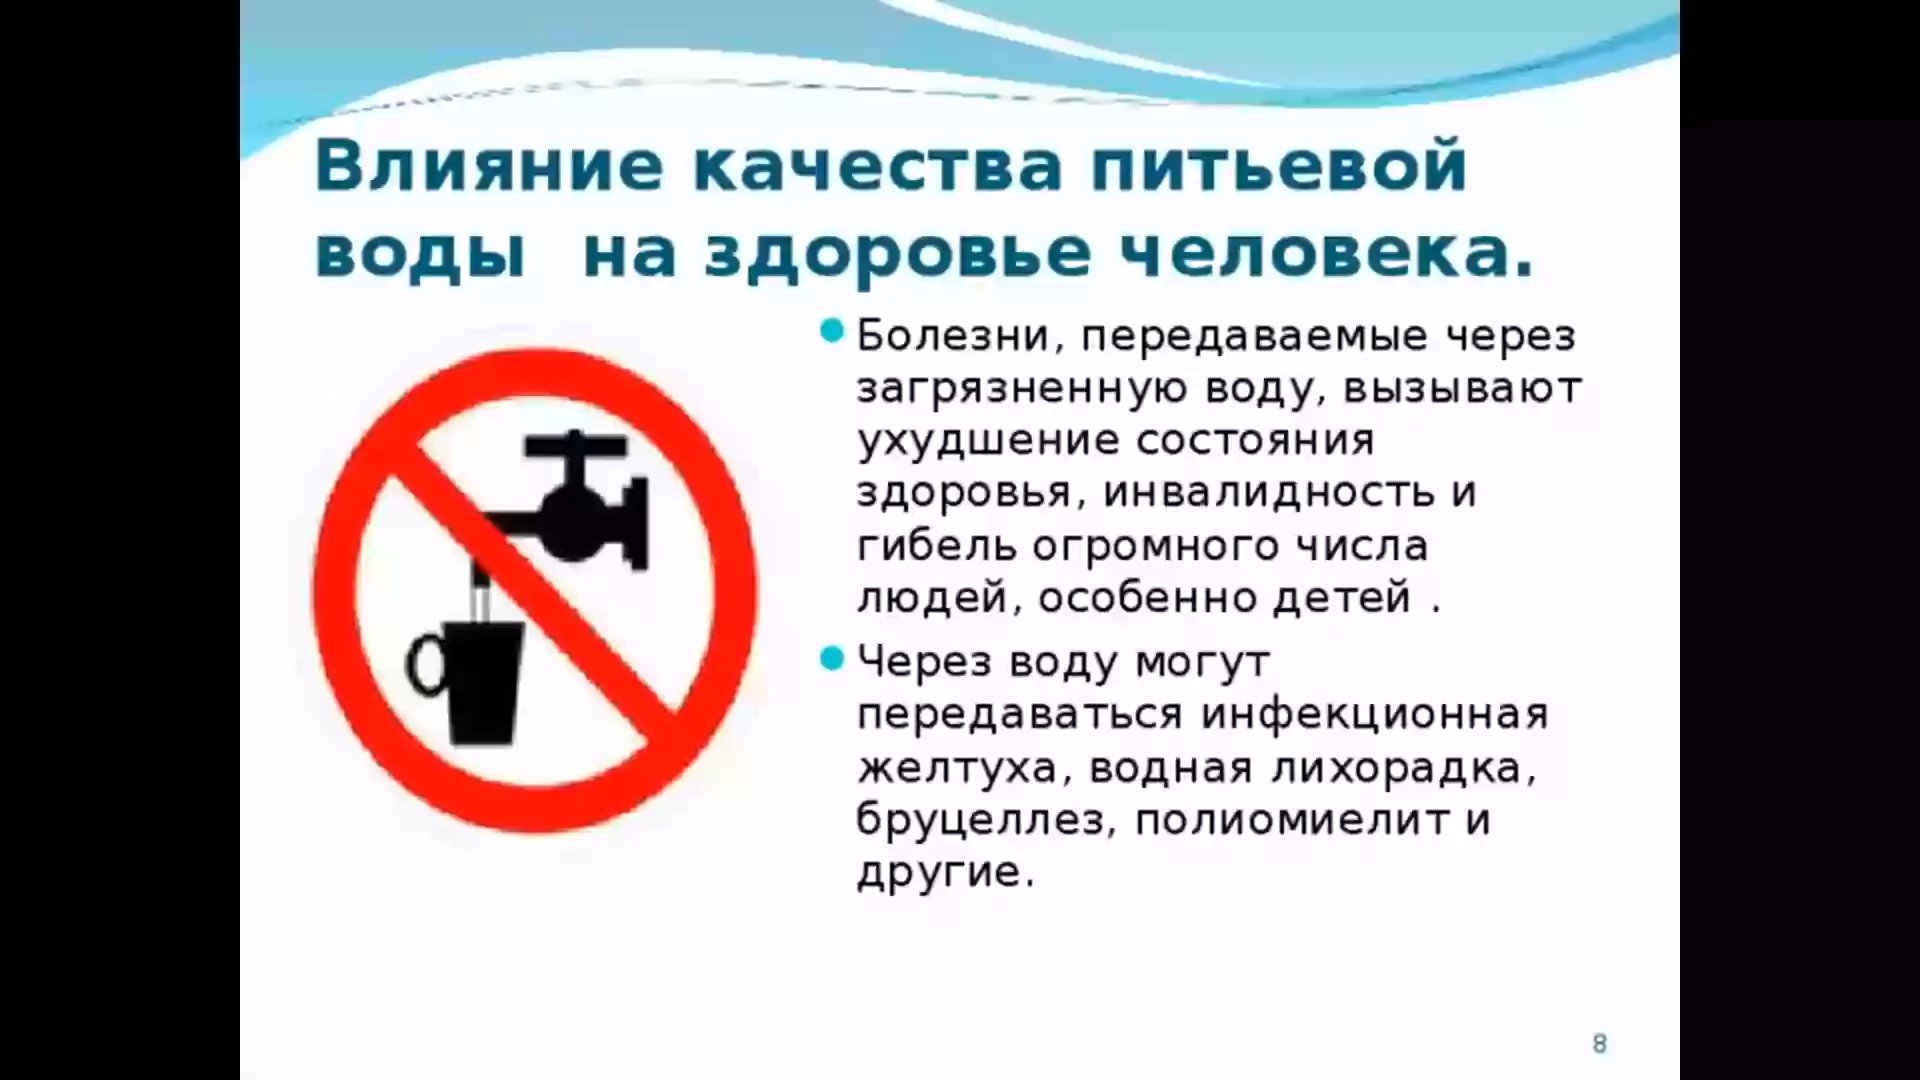 Влияние качества питьевой
воды на здоровье человека.
Болезни, передаваемые через
загрязненную воду, вызывают
ухудшение состояния
здоровья, инвалидность и
гибель огромного числа
людей, особенно детей .
Через воду могут
передаваться инфекционная
желтуха, водная лихорадка,
бруцеллез, полиомиелит и
другие.
8